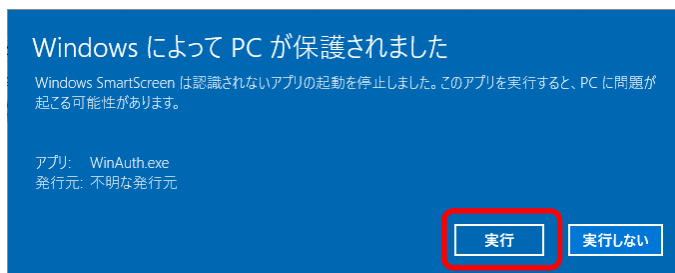 Windows によって PC が保護されました
Windows SmartScreen は認識されないアプリの起動を停止しました。このアプリを実行すると、PC に問題が
起こる可能性があります。
アプリ: WinAuth.exe
発行元: 不明な発行元
実行 実行しない